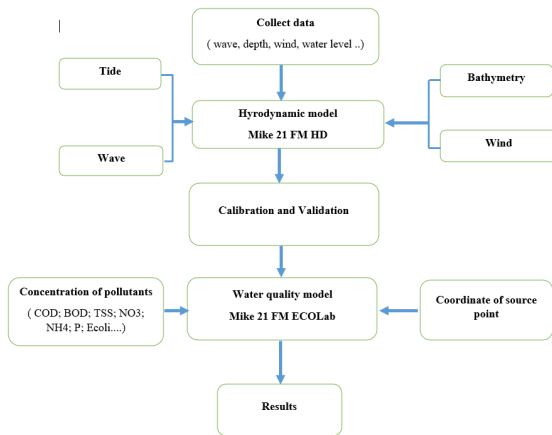 Collect data
( wave, depth, wind, water level ..)
Tide
Bathymetry
Hyrodynamic model
Mike 21 FM HD
Wave
Wind
Calibration and Validation
Concentration of pollutants
( COD; BOD; TSS; NO3;
NH4; P; Ecoli....)
Water quality model
Mike 21 FM ECOLab
Coordinate of source
point
Results